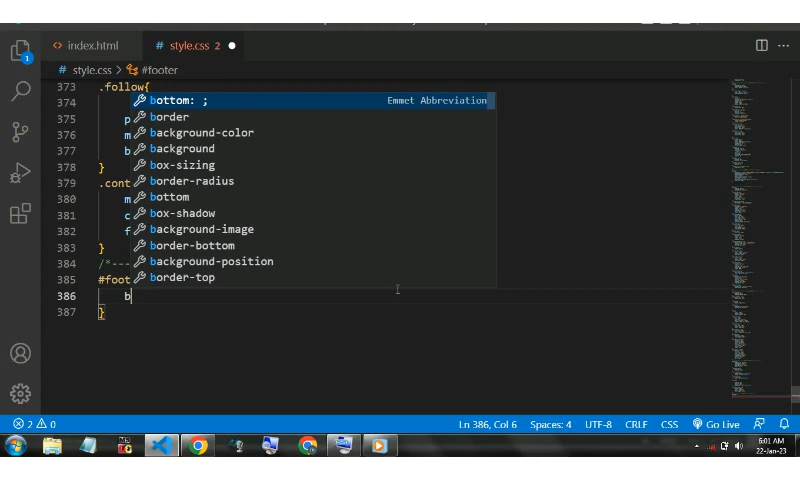 index.html
style.css 2
style.css > #footer
373 .follow{
374 bottom: ; Emmet Abbreviation
375 p border
376 m background-color
377 b background
378 } box-sizing
379 .cont border-radius
380 m bottom
381 c box-shadow
382 f background-image
383 } border-bottom
384 /*--- background-position
385 #foot border-top
386 b
387 }
1
2 0 Ln 386, Col 6 Spaces: 4 UTF-8 CRLF CSS Go Live
6:01 AM
22-Jan-23